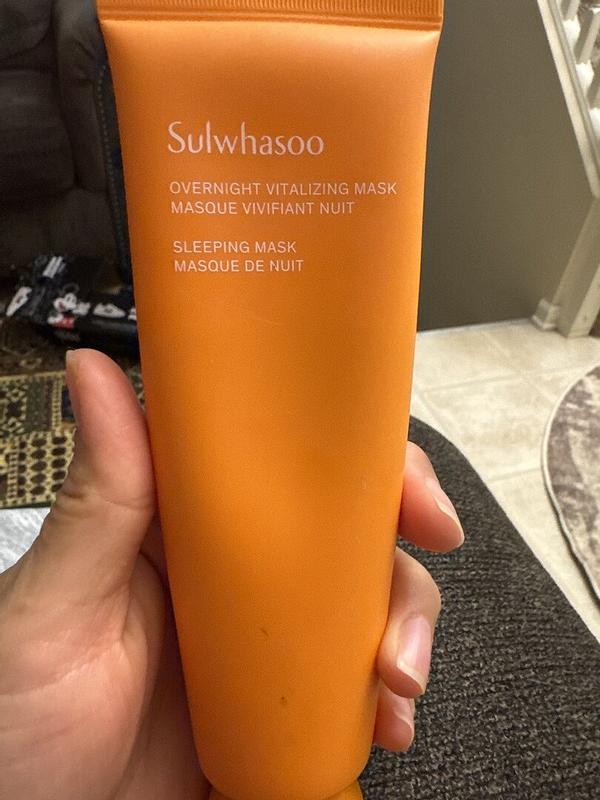 Sulwhasoo
OVERNIGHT VITALIZING MASK
MASQUE VIVIFIANT NUIT
SLEEPING MASK
MASQUE DE NUIT